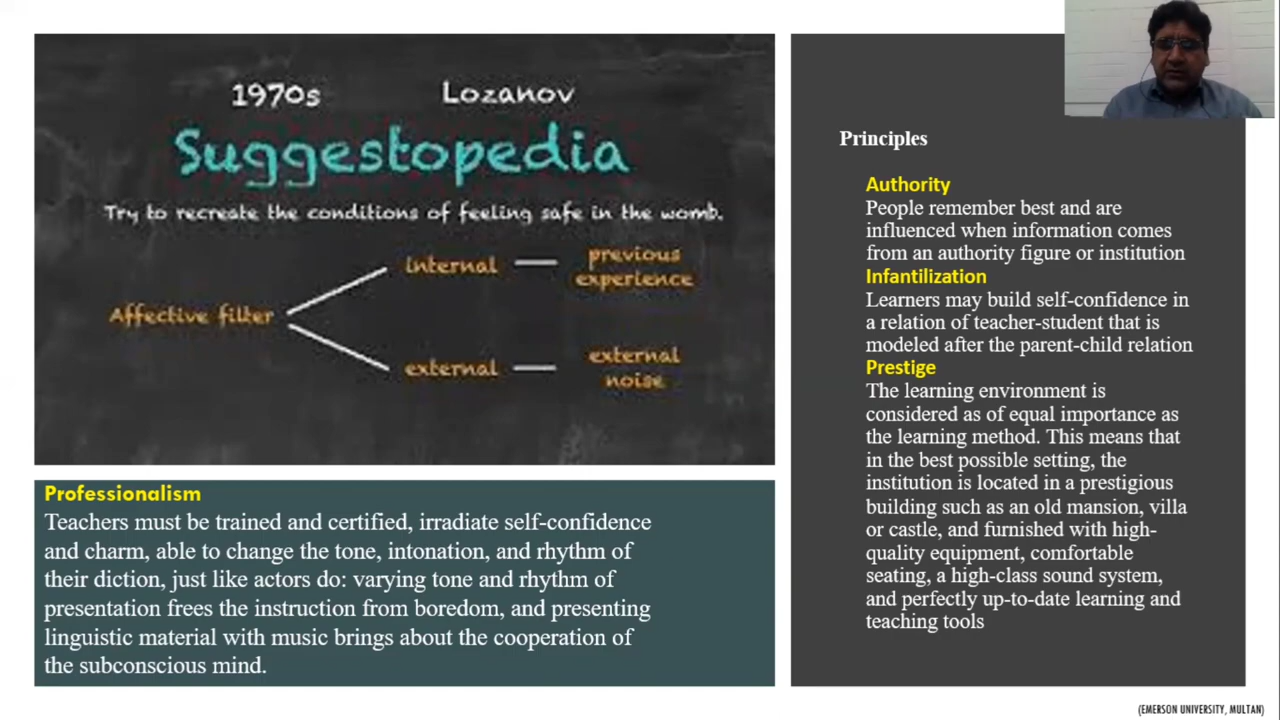 1970s Lozanov
Suggestopedia
Try to recreate the conditions of feeling safe in the womb.
Affective filter
internal
previous
experience
external
external
noise
Professionalism
Teachers must be trained and certified, irradiate self-confidence
and charm, able to change the tone, intonation, and rhythm of
their diction, just like actors do: varying tone and rhythm of
presentation frees the instruction from boredom, and presenting
linguistic material with music brings about the cooperation of
the subconscious mind.
Principles
Authority
People remember best and are
influenced when information comes
from an authority figure or institution
Infantilization
Learners may build self-confidence in
a relation of teacher-student that is
modeled after the parent-child relation
Prestige
The learning environment is
considered as of equal importance as
the learning method. This means that
in the best possible setting, the
institution is located in a prestigious
building such as an old mansion, villa
or castle, and furnished with high-
quality equipment, comfortable
seating, a high-class sound system,
and perfectly up-to-date learning and
teaching tools
(EMERSON UNIVERSITY, MULTAN)